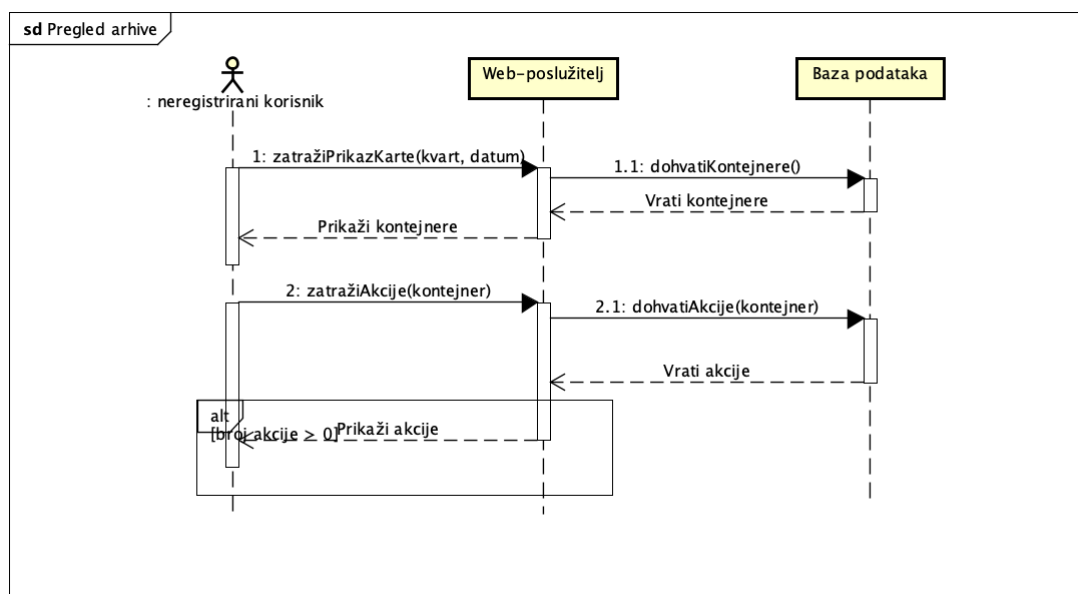 sd Pregled arhive
: neregistrirani korisnik
Web-poslužitelj
Baza podataka
1: zatražiPrikazKarte(kvart, datum)
1.1: dohvatiKontejnere()
Vrati kontejnere
Prikaži kontejnere
2: zatražiAkcije(kontejner)
2.1: dohvatiAkcije(kontejner)
Vrati akcije
alt
[broj akcije > 0]
Prikaži akcije